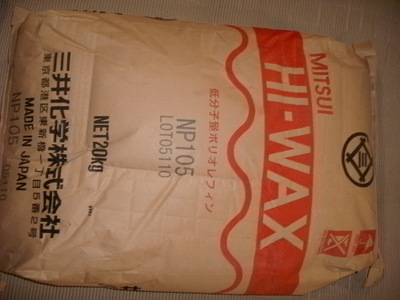 MITSUI
HI-WAX
低分子量ポリオレフィン
NP105
LOT05110
NET20kg
三井化学株式会社
東京都港区東新橋一丁目5番2号
MADE IN JAPAN
NP105